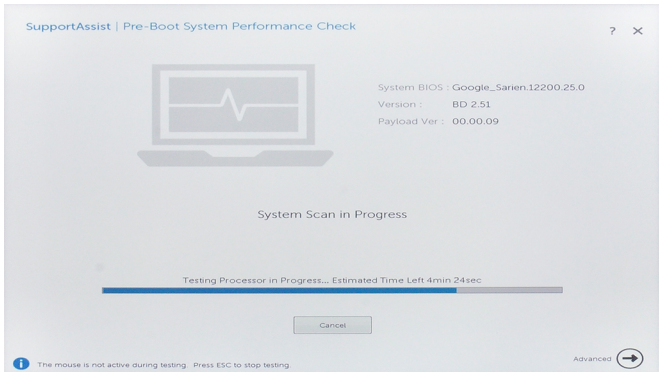 SupportAssist | Pre-Boot System Performance Check
? ×
System BIOS : Google_Sarien.12200.25.0
Version : BD 2.51
Payload Ver : 00.00.09
System Scan in Progress
Testing Processor in Progress... Estimated Time Left 4min 24sec
Cancel
i The mouse is not active during testing. Press ESC to stop testing.
Advanced